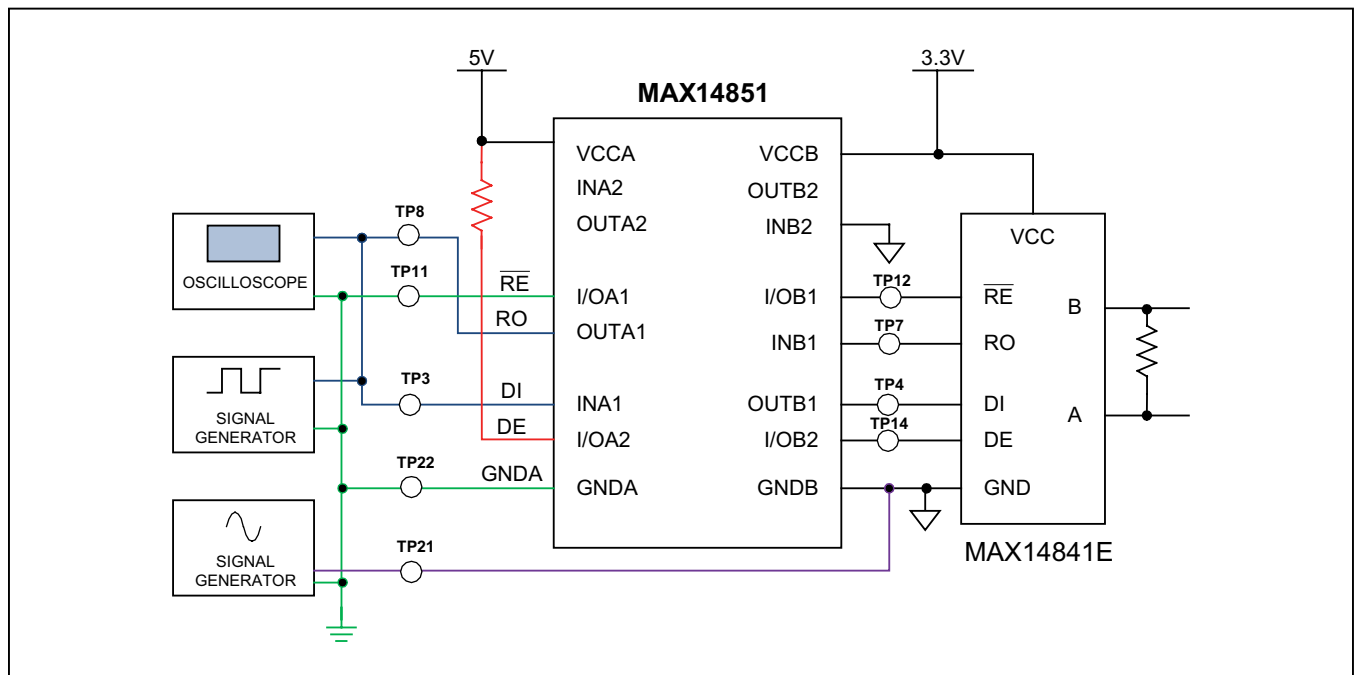 5V
3.3V
MAX14851
VCCA
VCCB
INA2
OUTB2
OUTA2
INB2
TP8
OSCILLOSCOPE
TP11
RE
I/OA1
I/OB1
TP12
RE
VCC
B
RO
OUTA1
INB1
TP7
RO
SIGNAL
GENERATOR
TP3
DI
INA1
OUTB1
TP4
DI
A
DE
I/OA2
I/OB2
TP14
DE
TP22
GNDA
GNDA
GNDB
GND
SIGNAL
GENERATOR
TP21
MAX14841E